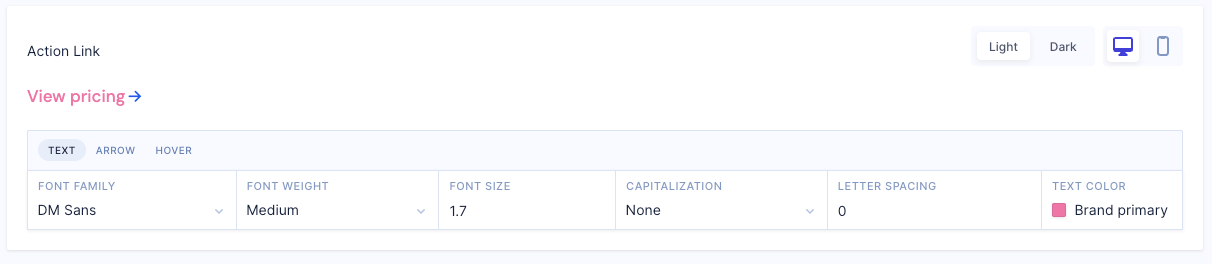 Action Link
Light Dark
View pricing →
TEXT ARROW HOVER
FONT FAMILY FONT WEIGHT FONT SIZE CAPITALIZATION LETTER SPACING TEXT COLOR
DM Sans Medium 1.7 None 0 Brand primary